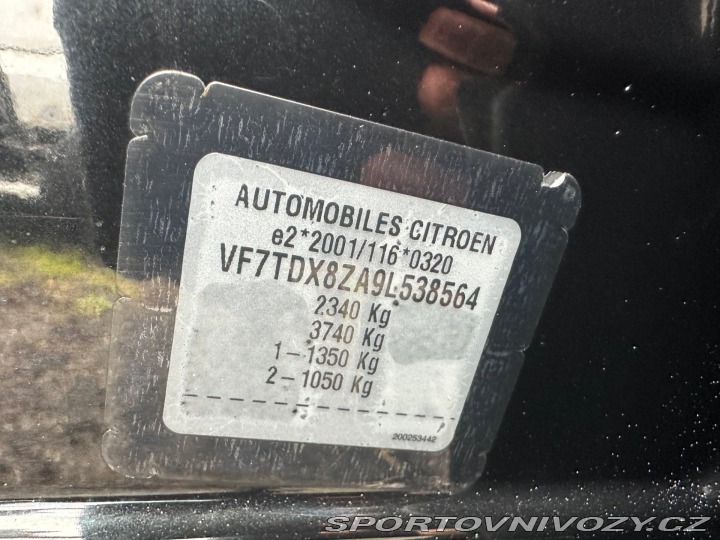 AUTOMOBILES CITROEN
e2*2001/116*0320
VF7TDX8ZA9L538564
2340 Kg
3740 Kg
1-1350 Kg
2-1050 Kg
200253442
SPORTOVNIVOZY.CZ